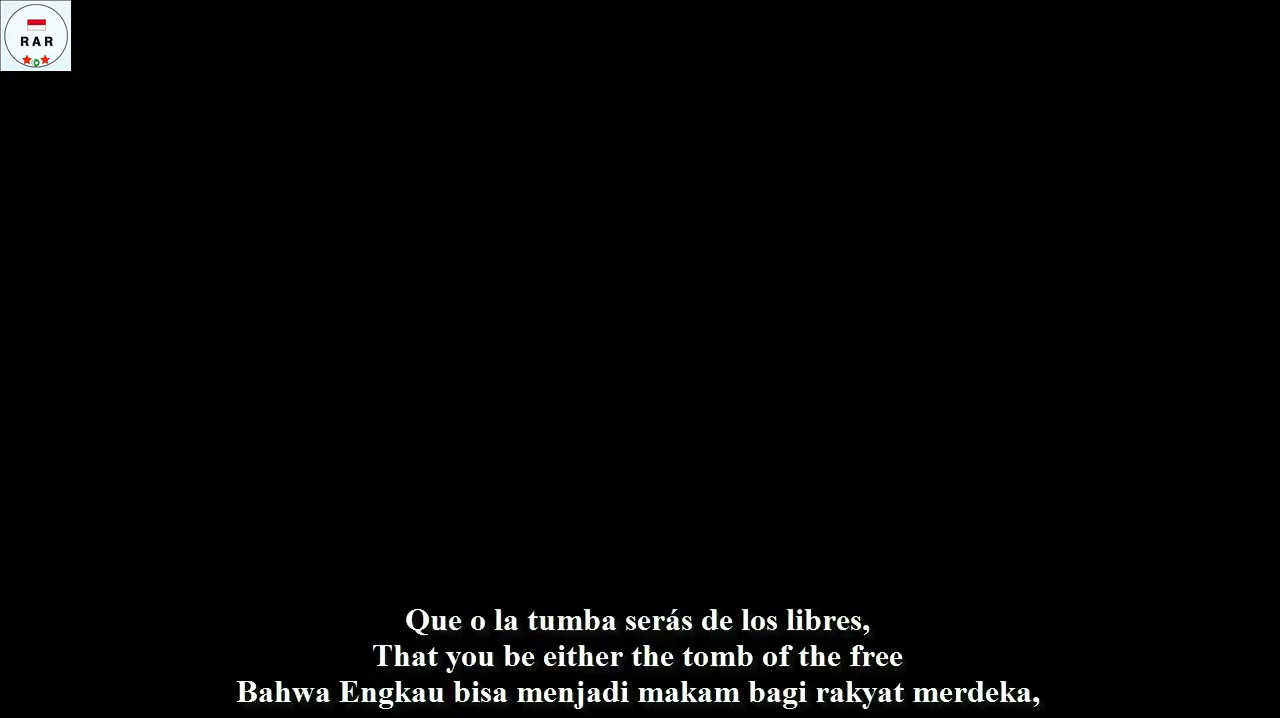 RAR
Que o la tumba serás de los libres,
That you be either the tomb of the free
Bahwa Engkau bisa menjadi makam bagi rakyat merdeka,